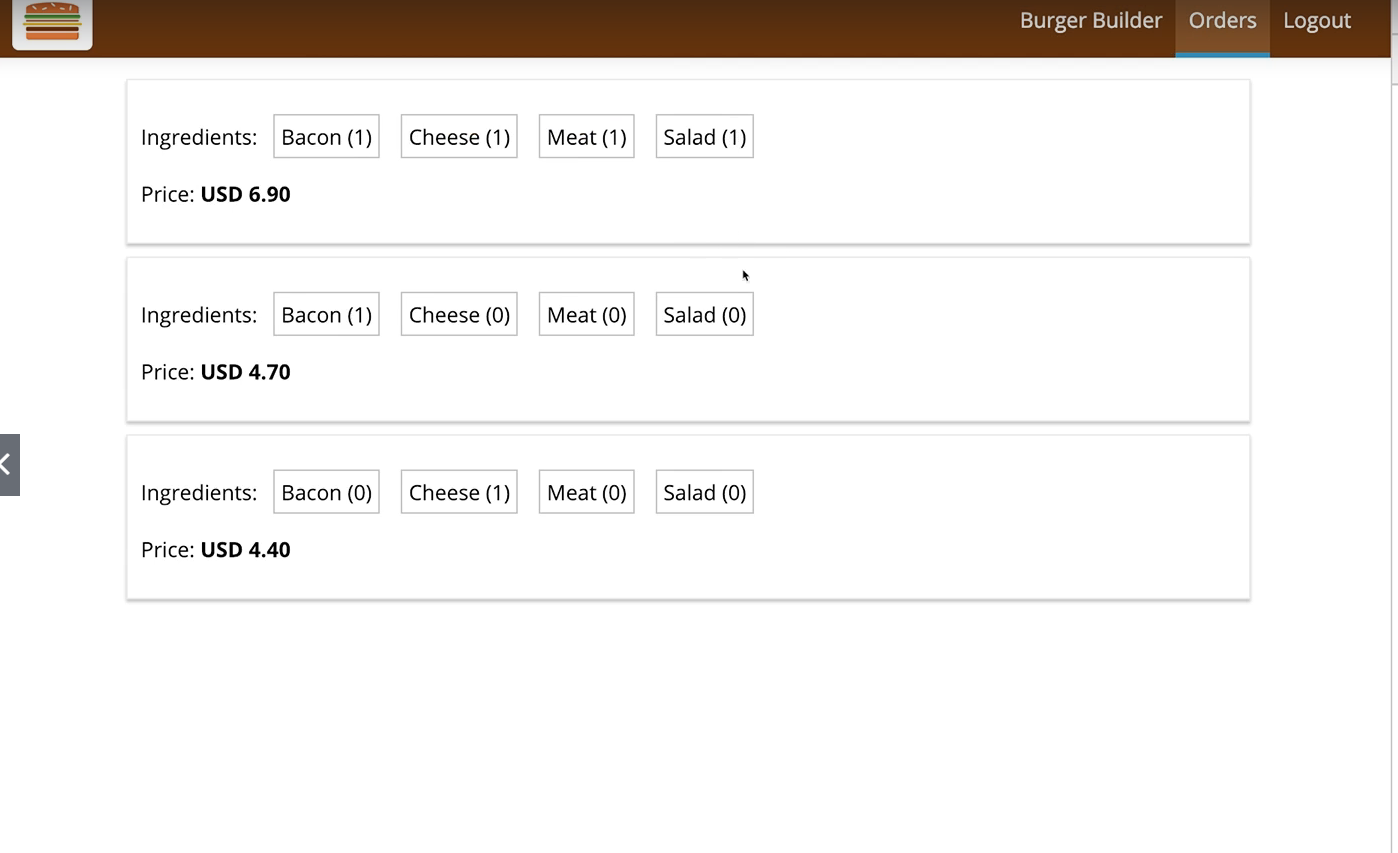 Burger Builder Orders Logout
Ingredients: Bacon (1) Cheese (1) Meat (1) Salad (1)
Price: USD 6.90
Ingredients: Bacon (1) Cheese (0) Meat (0) Salad (0)
Price: USD 4.70
Ingredients: Bacon (0) Cheese (1) Meat (0) Salad (0)
Price: USD 4.40